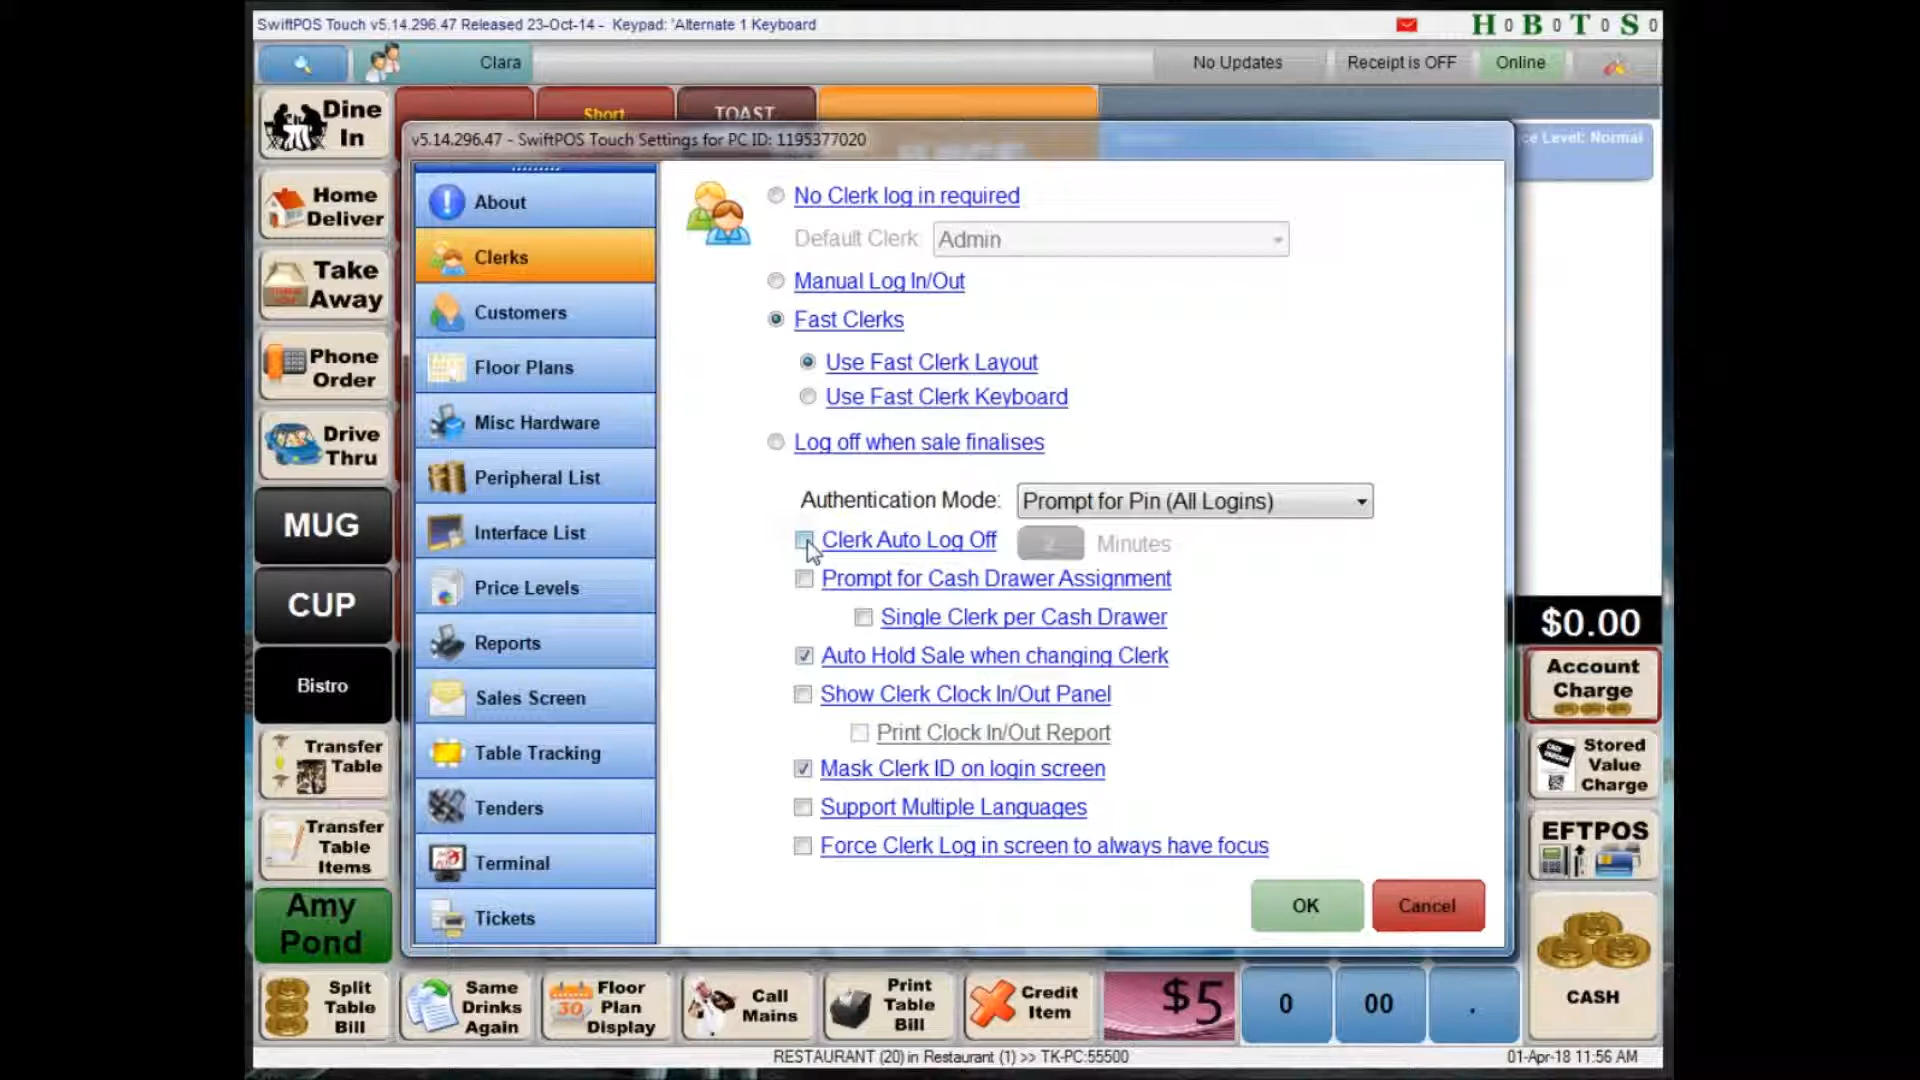 SwiftPOS Touch v5.14.296.47 Released 23-Oct-14 - Keypad: 'Alternate 1 Keyboard
H 0 B 0 T 0 S 0
Clara
No Updates
Receipt is OFF
Online
Dine
In
Short
TOAST
v5.14.296.47 - SwiftPOS Touch Settings for PC ID: 1195377020
ce Level: Normal
Home
Deliver
Take
Away
Phone
Order
Drive
Thru
MUG
CUP
Bistro
Transfer
Table
Transfer
Table
Items
Amy
Pond
About
Clerks
Customers
Floor Plans
Misc Hardware
Peripheral List
Interface List
Price Levels
Reports
Sales Screen
Table Tracking
Tenders
Terminal
Tickets
No Clerk log in required
Default Clerk: Admin
Manual Log In/Out
Fast Clerks
Use Fast Clerk Layout
Use Fast Clerk Keyboard
Log off when sale finalises
Authentication Mode: Prompt for Pin (All Logins)
Clerk Auto Log Off 2 Minutes
Prompt for Cash Drawer Assignment
Single Clerk per Cash Drawer
Auto Hold Sale when changing Clerk
Show Clerk Clock In/Out Panel
Print Clock In/Out Report
Mask Clerk ID on login screen
Support Multiple Languages
Force Clerk Log in screen to always have focus
OK
Cancel
$0.00
Account
Charge
Stored
Value
Charge
EFTPOS
CASH
Split
Table
Bill
Same
Drinks
Again
30
Floor
Plan
Display
Call
Mains
Print
Table
Bill
Credit
Item
$5
0
00
.
RESTAURANT (20) in Restaurant (1) >> TK-PC:55500
01-Apr-18 11:56 AM